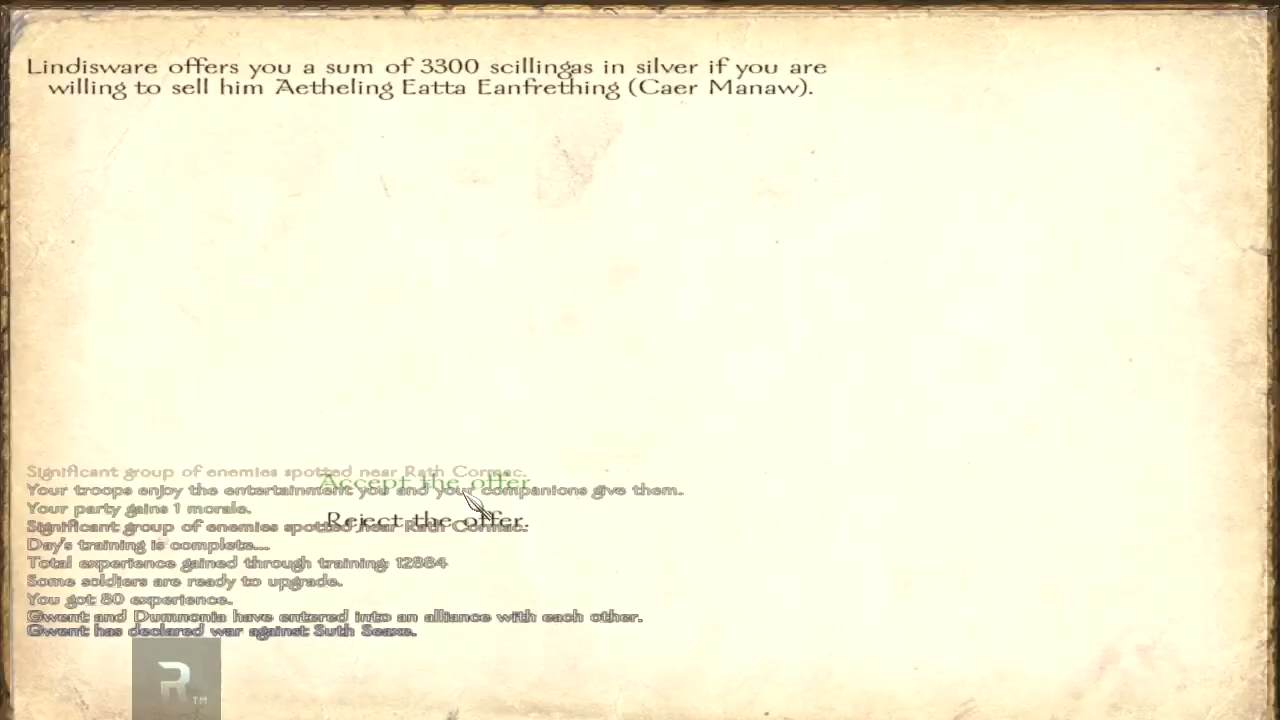 Lindisware offers you a sum of 3300 scillingas in silver if you are
willing to sell him Aetheling Eatta Eanfrething (Caer Manaw).
Significant group of enemies spotted near Rath Cormac.
Accept the offer.
Your troops enjoy the entertainment you and your companions give them.
Your party gains 1 morale.
Reject the offer.
Significant group of enemies spotted near Rath Cormac.
Day's training is complete...
Total experience gained through training: 12884
Some soldiers are ready to upgrade.
You got 80 experience.
Gwent and Dumnonia have entered into an alliance with each other.
Gwent has declared war against Suth Seaxe.
R™